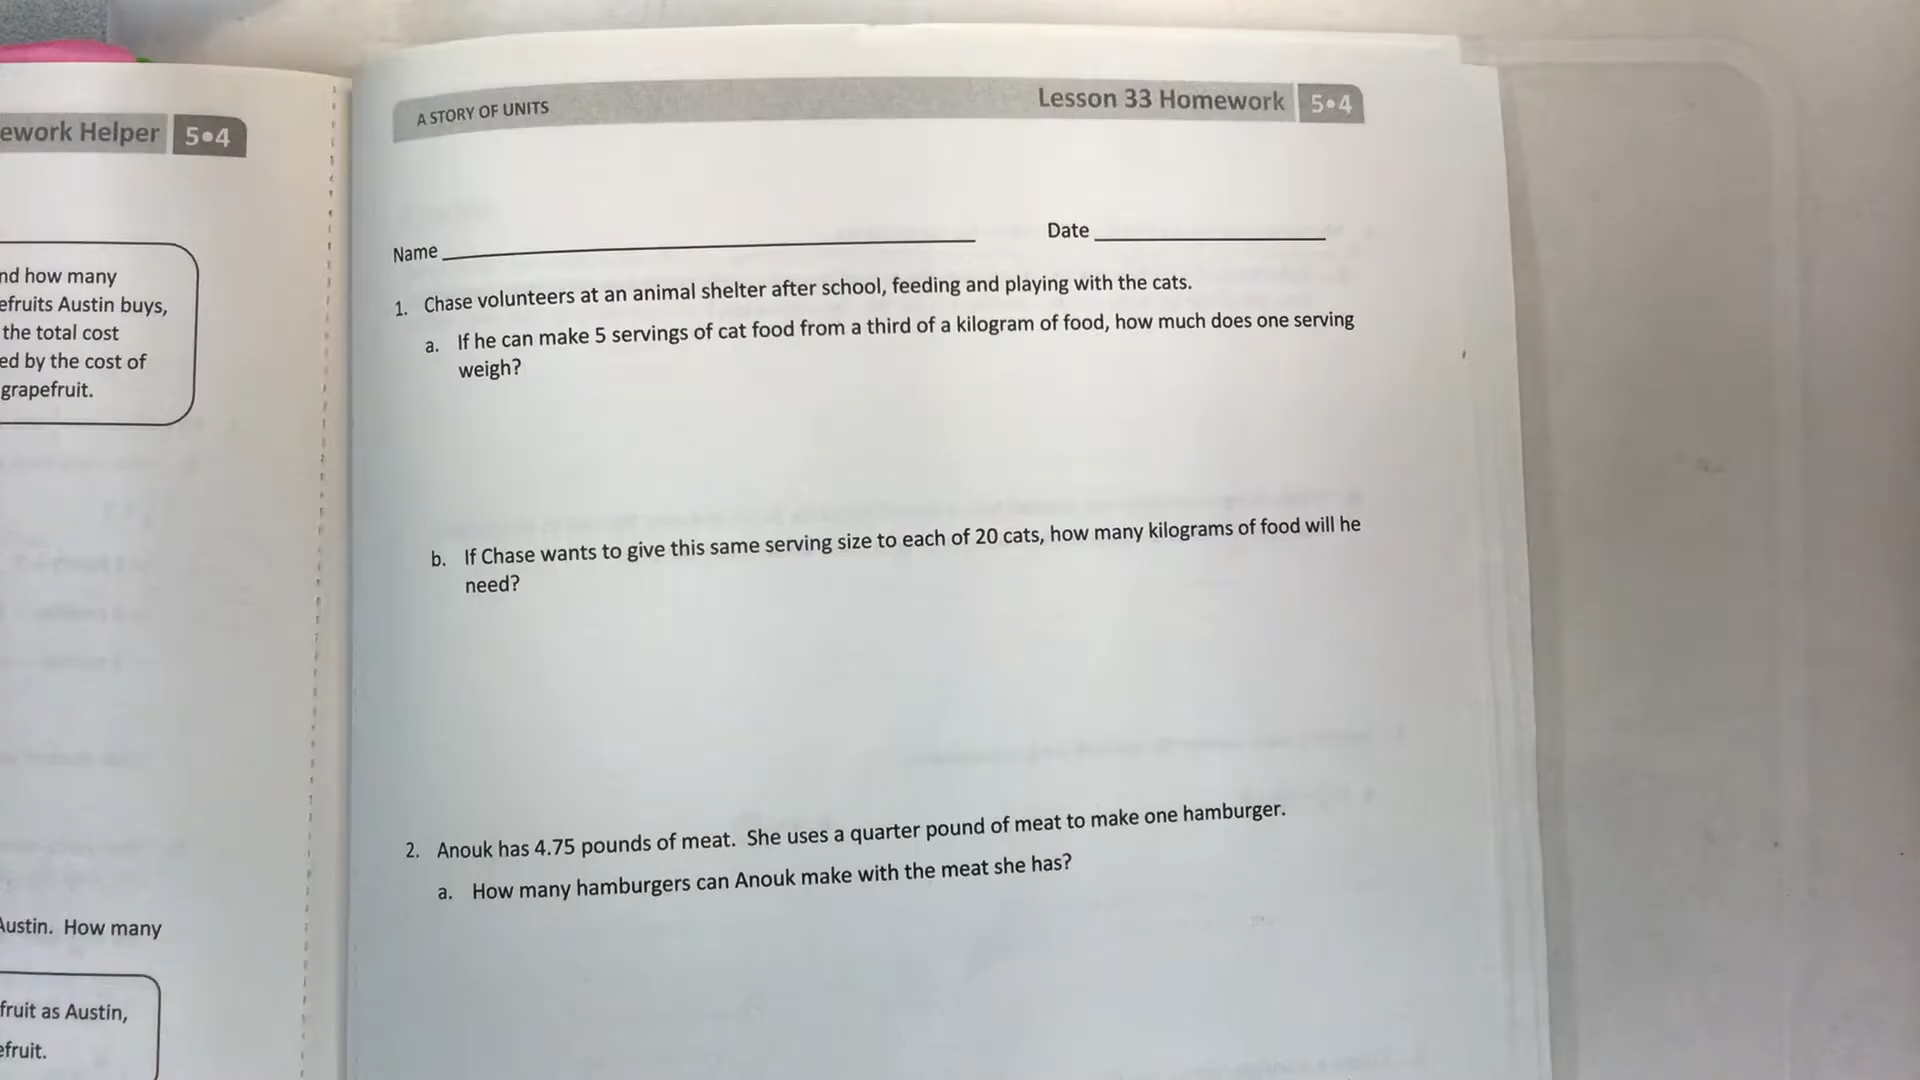 ework Helper 5•4
nd how many
efruits Austin buys,
the total cost
ed by the cost of
grapefruit.
Austin. How many
fruit as Austin,
efruit.
A STORY OF UNITS
Lesson 33 Homework 5•4
Name
Date
1. Chase volunteers at an animal shelter after school, feeding and playing with the cats.
a. If he can make 5 servings of cat food from a third of a kilogram of food, how much does one serving
weigh?
b. If Chase wants to give this same serving size to each of 20 cats, how many kilograms of food will he
need?
2. Anouk has 4.75 pounds of meat. She uses a quarter pound of meat to make one hamburger.
a. How many hamburgers can Anouk make with the meat she has?